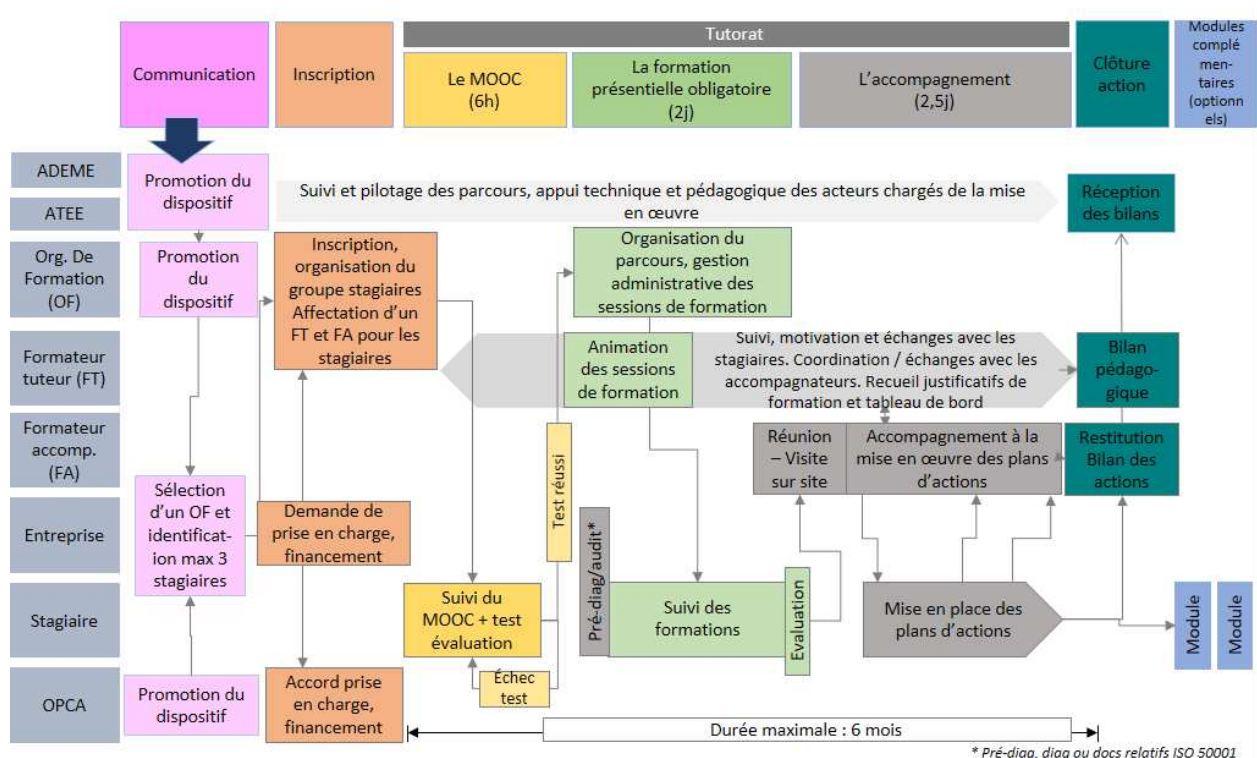 Tutorat
Communication
Inscription
Le MOOC
(6h)
La formation
présentielle obligatoire
(2j)
L'accompagnement
(2,5j)
Clôture
action
Modules
complé
men-
taires
(optionn
els)
ADEME
ATEE
Promotion du
dispositif
Suivi et pilotage des parcours, appui technique et pédagogique des acteurs chargés de la mise
en œuvre
Réception
des bilans
Org. De
Formation
(OF)
Promotion
du
dispositif
Inscription,
organisation du
groupe stagiaires
Affectation d'un
FT et FA pour les
stagiaires
Organisation du
parcours, gestion
administrative des
sessions de formation
Formateur
tuteur (FT)
Animation
des sessions
de formation
Suivi, motivation et échanges avec les
stagiaires. Coordination / échanges avec les
accompagnateurs. Recueil justificatifs de
formation et tableau de bord
Bilan
pédago-
gique
Formateur
accomp.
(FA)
Test réussi
Réunion
– Visite
sur site
Accompagnement à la
mise en œuvre des plans
d'actions
Restitution
Bilan des
actions
Entreprise
Sélection
d'un OF et
identificat-
ion max 3
stagiaires
Demande de
prise en charge,
financement
Pré-diag/audit*
Stagiaire
Suivi du
MOOC + test
évaluation
Échec
test
Suivi des
formations
Evaluation
Mise en place des
plans d'actions
Module
Module
OPCA
Promotion du
dispositif
Accord prise
en charge,
financement
Durée maximale : 6 mois
* Pré-diag, diag ou docs relatifs ISO 50001